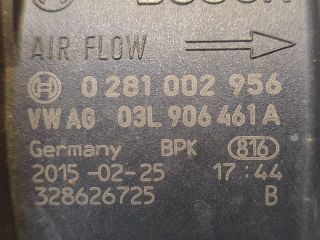 BOSCH
AIR FLOW
0 281 002 956
VW AG 03L 906 461 A
Germany BPK 816
2015-02-25 17:44
328626725 B